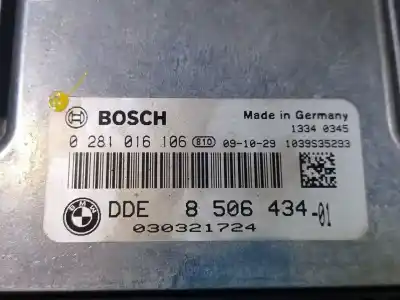 BOSCH Made in Germany
1334 0345
0 281 016 106 810 09-10-29 1039S35293
BMW
DDE 8 506 434-01
030321724